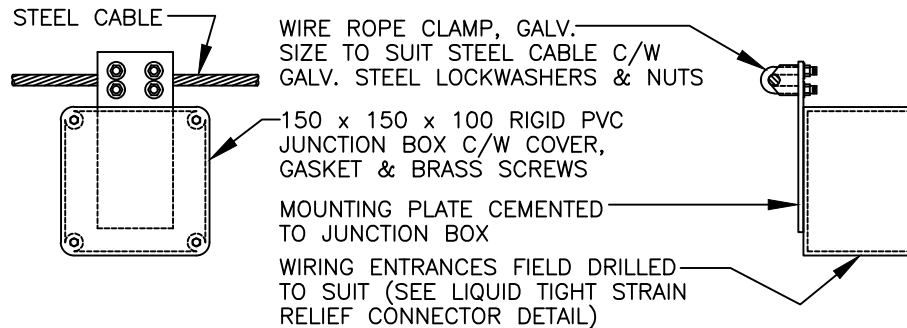 STEEL CABLE
WIRE ROPE CLAMP, GALV.
SIZE TO SUIT STEEL CABLE C/W
GALV. STEEL LOCKWASHERS & NUTS
150 x 150 x 100 RIGID PVC
JUNCTION BOX C/W COVER,
GASKET & BRASS SCREWS
MOUNTING PLATE CEMENTED
TO JUNCTION BOX
WIRING ENTRANCES FIELD DRILLED
TO SUIT (SEE LIQUID TIGHT STRAIN
RELIEF CONNECTOR DETAIL)